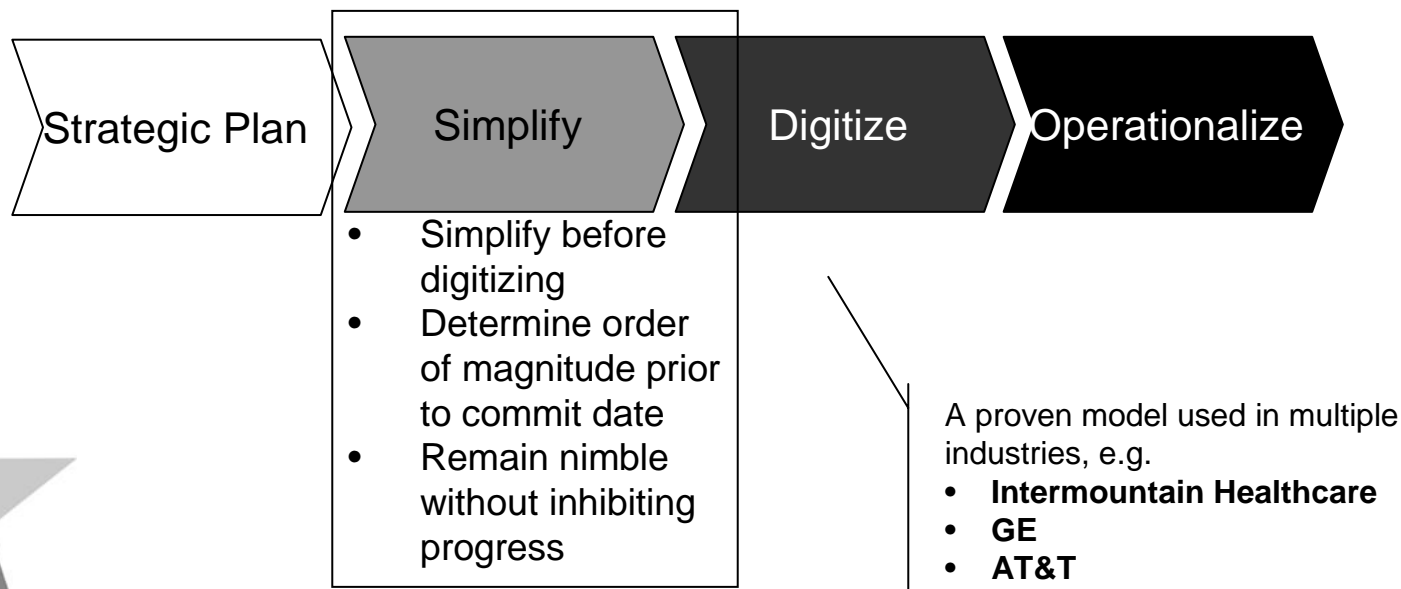 Strategic Plan
Simplify
Digitize
Operationalize
• Simplify before
digitizing
• Determine order
of magnitude prior
to commit date
• Remain nimble
without inhibiting
progress
A proven model used in multiple
industries, e.g.
• Intermountain Healthcare
• GE
• AT&T